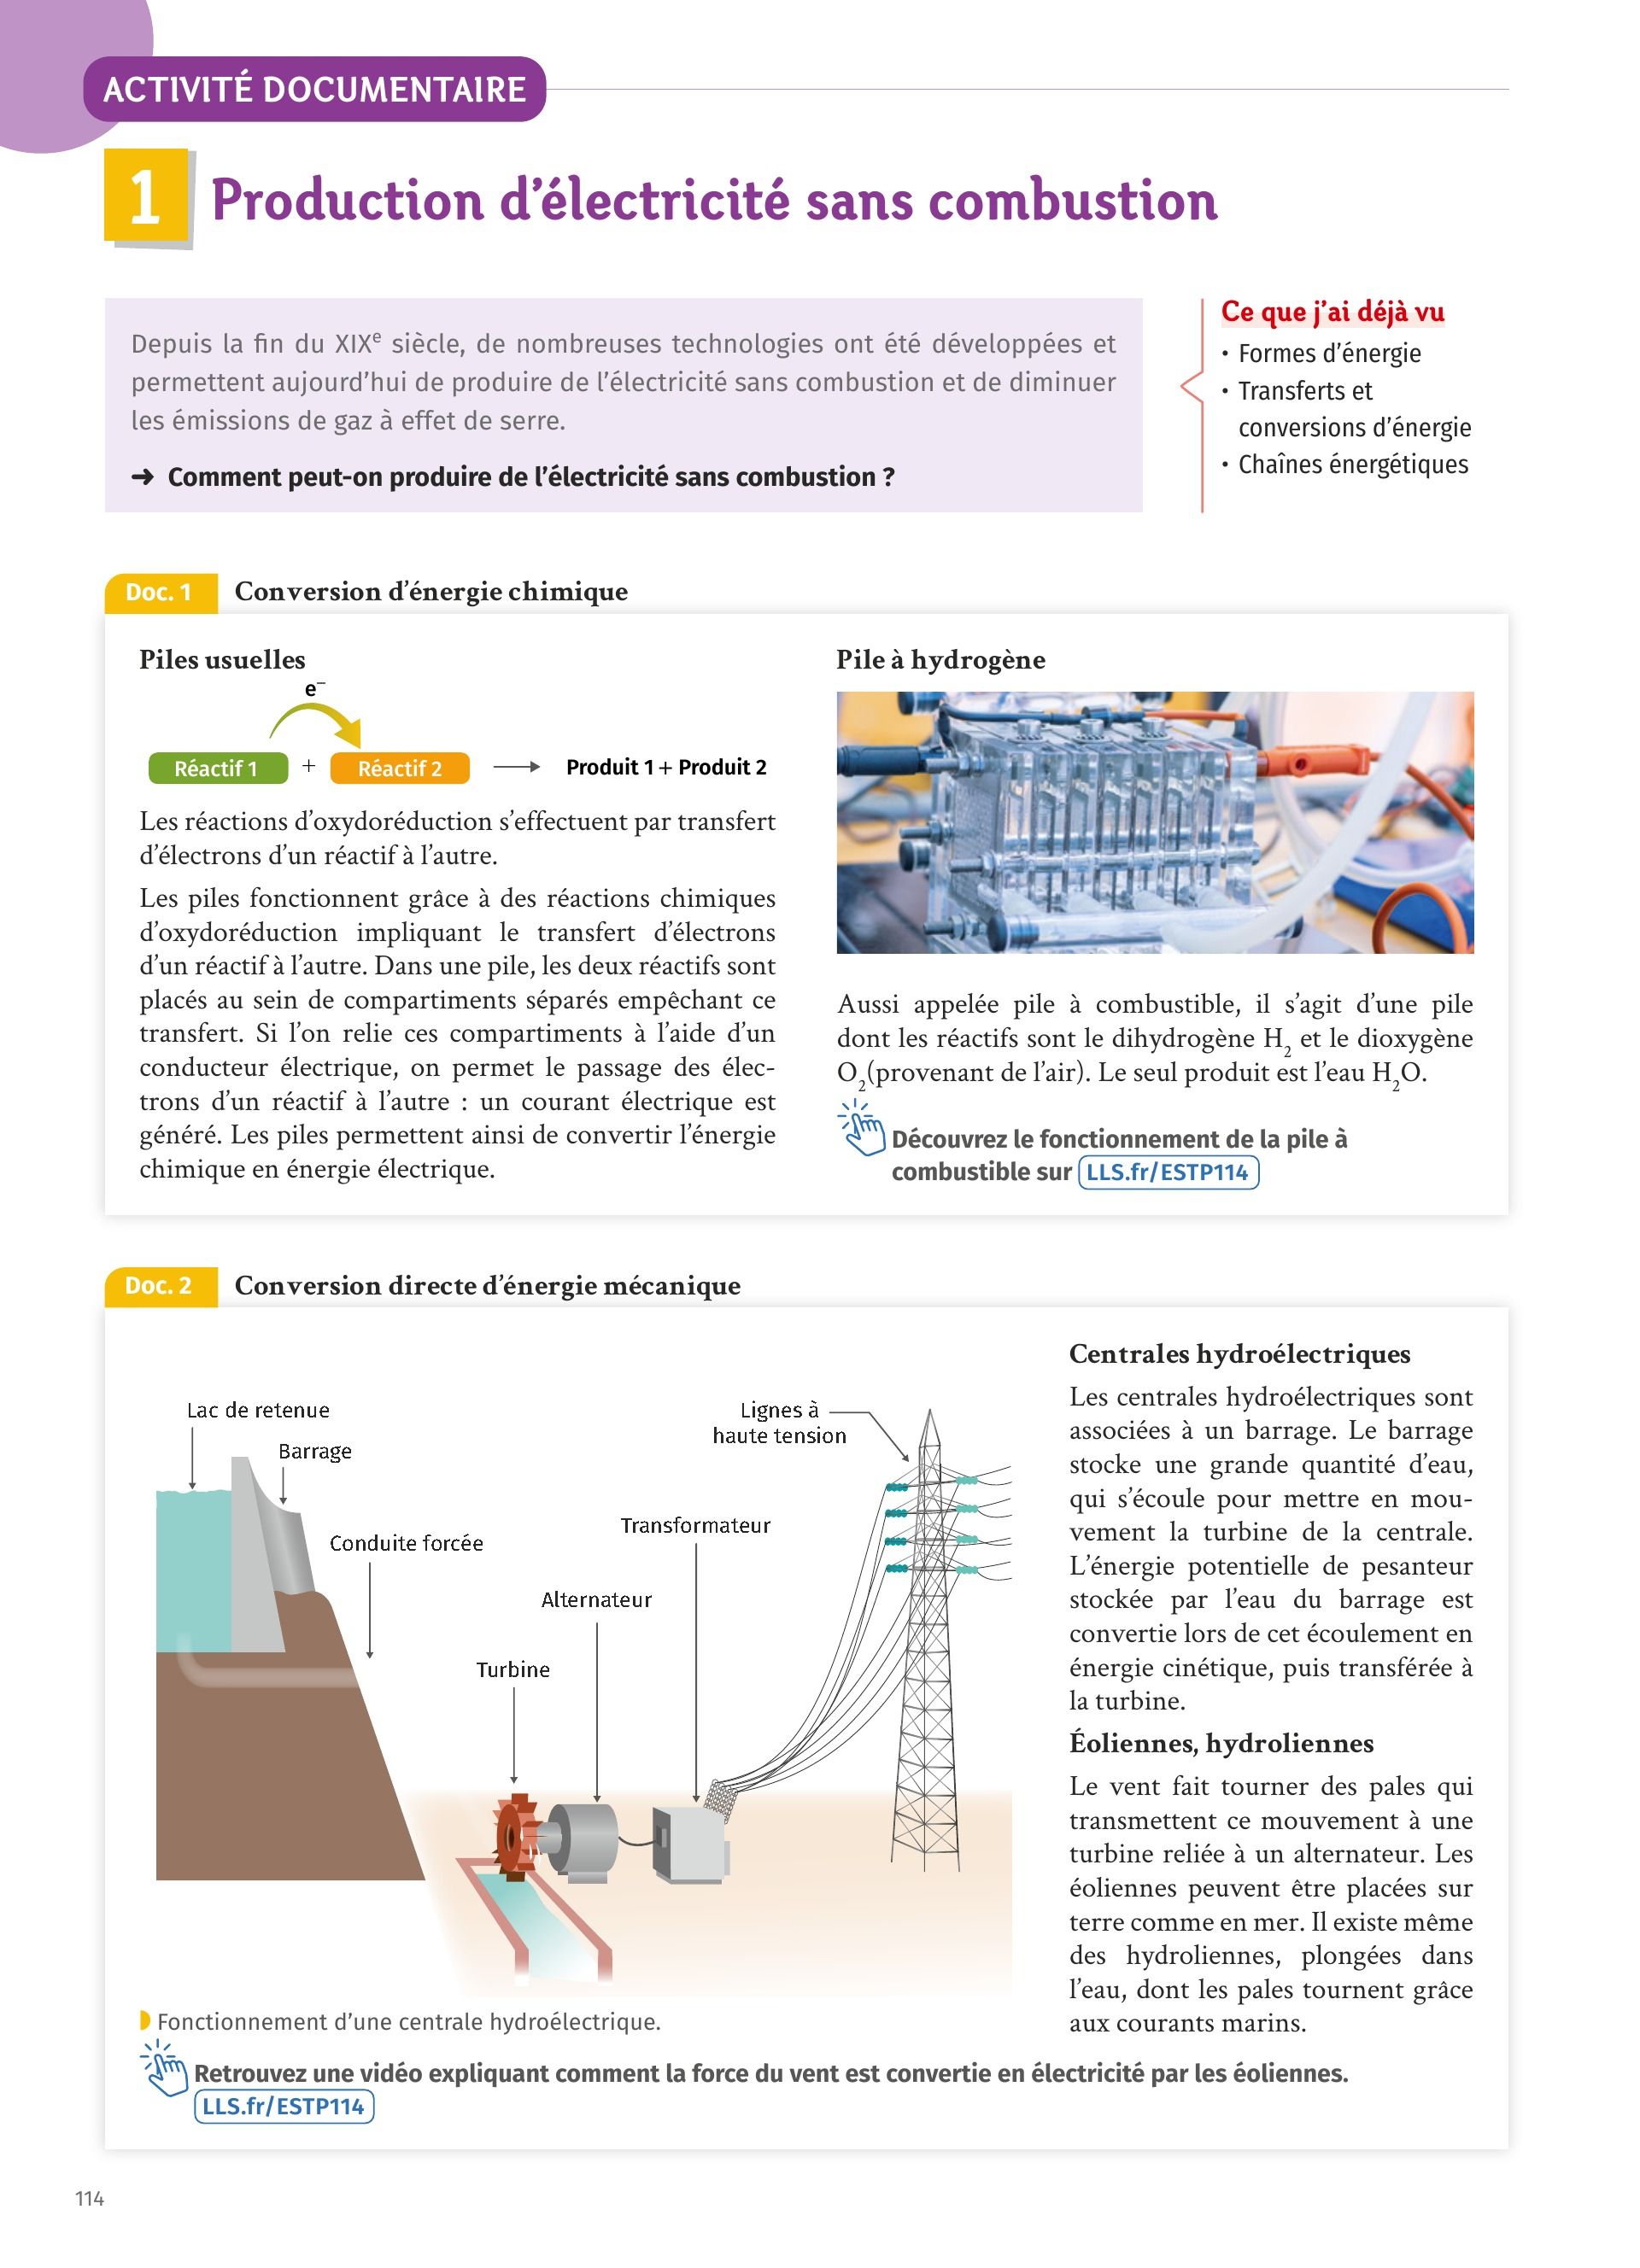 ACTIVITÉ DOCUMENTAIRE
1 Production d’électricité sans combustion
Depuis la fin du XIXe siècle, de nombreuses technologies ont été développées et
permettent aujourd’hui de produire de l’électricité sans combustion et de diminuer
les émissions de gaz à effet de serre.
➜ Comment peut-on produire de l’électricité sans combustion ?
Ce que j’ai déjà vu
• Formes d’énergie
• Transferts et
conversions d’énergie
• Chaînes énergétiques
Doc. 1 Conversion d’énergie chimique
Piles usuelles
e−
Réactif 1 + Réactif 2 → Produit 1 + Produit 2
Les réactions d’oxydoréduction s’effectuent par transfert
d’électrons d’un réactif à l’autre.
Les piles fonctionnent grâce à des réactions chimiques
d’oxydoréduction impliquant le transfert d’électrons
d’un réactif à l’autre. Dans une pile, les deux réactifs sont
placés au sein de compartiments séparés empêchant ce
transfert. Si l’on relie ces compartiments à l’aide d’un
conducteur électrique, on permet le passage des élec-
trons d’un réactif à l’autre : un courant électrique est
généré. Les piles permettent ainsi de convertir l’énergie
chimique en énergie électrique.
Pile à hydrogène
Aussi appelée pile à combustible, il s’agit d’une pile
dont les réactifs sont le dihydrogène H2 et le dioxygène
O2(provenant de l’air). Le seul produit est l’eau H2O.
Découvrez le fonctionnement de la pile à
combustible sur LLS.fr/ESTP114
Doc. 2 Conversion directe d’énergie mécanique
Lac de retenue
Barrage
Conduite forcée
Turbine
Alternateur
Transformateur
Lignes à
haute tension
Fonctionnement d’une centrale hydroélectrique.
Centrales hydroélectriques
Les centrales hydroélectriques sont
associées à un barrage. Le barrage
stocke une grande quantité d’eau,
qui s’écoule pour mettre en mou-
vement la turbine de la centrale.
L’énergie potentielle de pesanteur
stockée par l’eau du barrage est
convertie lors de cet écoulement en
énergie cinétique, puis transférée à
la turbine.
Éoliennes, hydroliennes
Le vent fait tourner des pales qui
transmettent ce mouvement à une
turbine reliée à un alternateur. Les
éoliennes peuvent être placées sur
terre comme en mer. Il existe même
des hydroliennes, plongées dans
l’eau, dont les pales tournent grâce
aux courants marins.
Retrouvez une vidéo expliquant comment la force du vent est convertie en électricité par les éoliennes.
LLS.fr/ESTP114
114